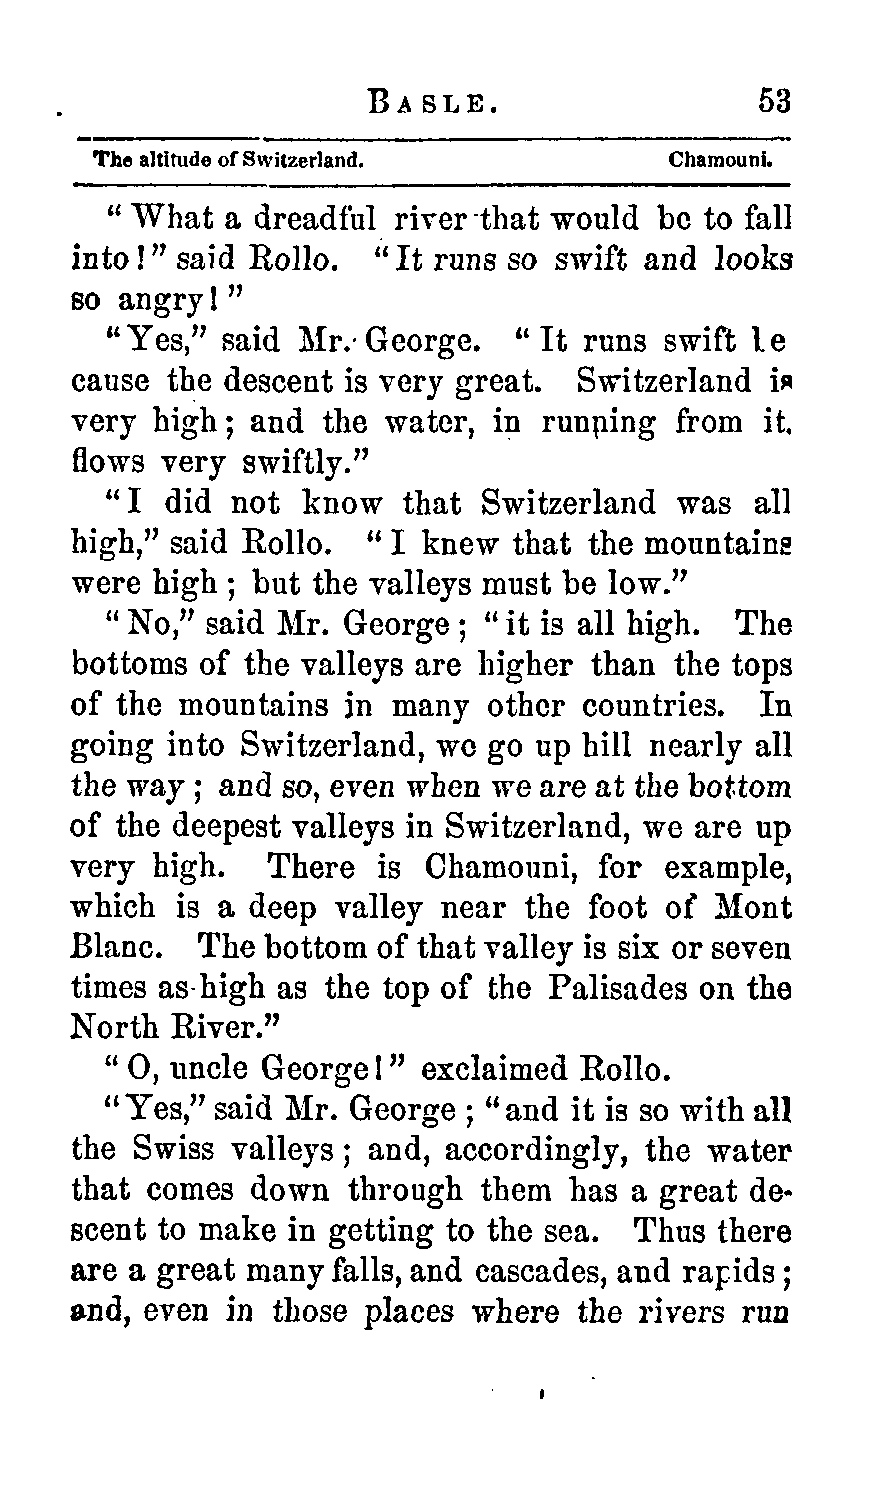 BASLE. 53
The altitude of Switzerland. Chamouni.
“ What a dreadful river that would be to fall
into!” said Rollo. “It runs so swift and looks
so angry!”
“Yes,” said Mr. George. “ It runs swift be
cause the descent is very great. Switzerland is
very high; and the water, in running from it,
flows very swiftly.”
“I did not know that Switzerland was all
high,” said Rollo. “ I knew that the mountains
were high ; but the valleys must be low.”
“ No,” said Mr. George ; “it is all high. The
bottoms of the valleys are higher than the tops
of the mountains in many other countries. In
going into Switzerland, we go up hill nearly all
the way ; and so, even when we are at the bottom
of the deepest valleys in Switzerland, we are up
very high. There is Chamouni, for example,
which is a deep valley near the foot of Mont
Blanc. The bottom of that valley is six or seven
times as high as the top of the Palisades on the
North River.”
“ O, uncle George!” exclaimed Rollo.
“Yes,” said Mr. George ; “and it is so with all
the Swiss valleys ; and, accordingly, the water
that comes down through them has a great de-
scent to make in getting to the sea. Thus there
are a great many falls, and cascades, and rapids ;
and, even in those places where the rivers run